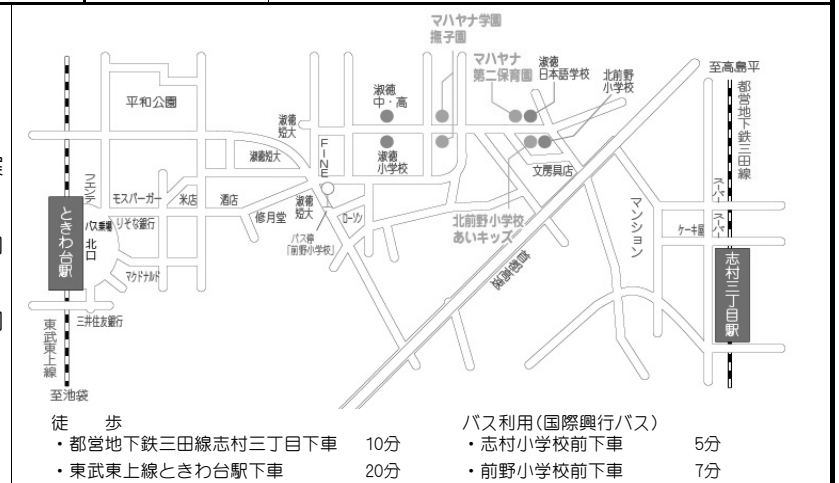 マハヤナ学園
撫子園
マハヤナ
第二保育園
淑徳
日本語学校
北前野
小学校
至高島平
都営地下鉄三田線
平和公園
淑徳
中・高
淑徳
短大
FINE
淑徳短大
淑徳
小学校
文房具店
フエンテ
モスバーガー
米店
酒店
淑徳
短大
ローソン
修月堂
バス乗場
りそな銀行
北口
ときわ台駅
バス停
「前野小学校」
北前野小学校
あいキッズ
マンション
スーパー
スーパー
ケーキ屋
首都高速
志村三丁目駅
マクドナルド
三井住友銀行
東武東上線
至池袋
徒　歩
・都営地下鉄三田線志村三丁目下車　10分
・東武東上線ときわ台駅下車　20分
バス利用(国際興行バス)
・志村小学校前下車　5分
・前野小学校前下車　7分